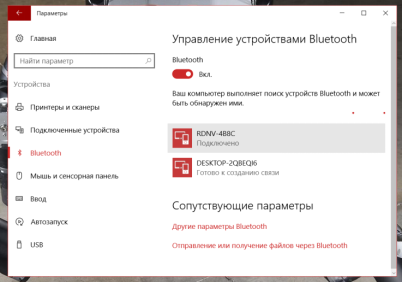 Параметры
Главная
Найти параметр
Устройства
Принтеры и сканеры
Подключенные устройства
Bluetooth
Мышь и сенсорная панель
Ввод
Автозапуск
USB
Управление устройствами Bluetooth
Bluetooth
Вкл.
Ваш компьютер выполняет поиск устройств Bluetooth и может
быть обнаружен ими.
RDNV-4B8C
Подключено
DESKTOP-2QBEQI6
Готово к созданию связи
Сопутствующие параметры
Другие параметры Bluetooth
Отправление или получение файлов через Bluetooth